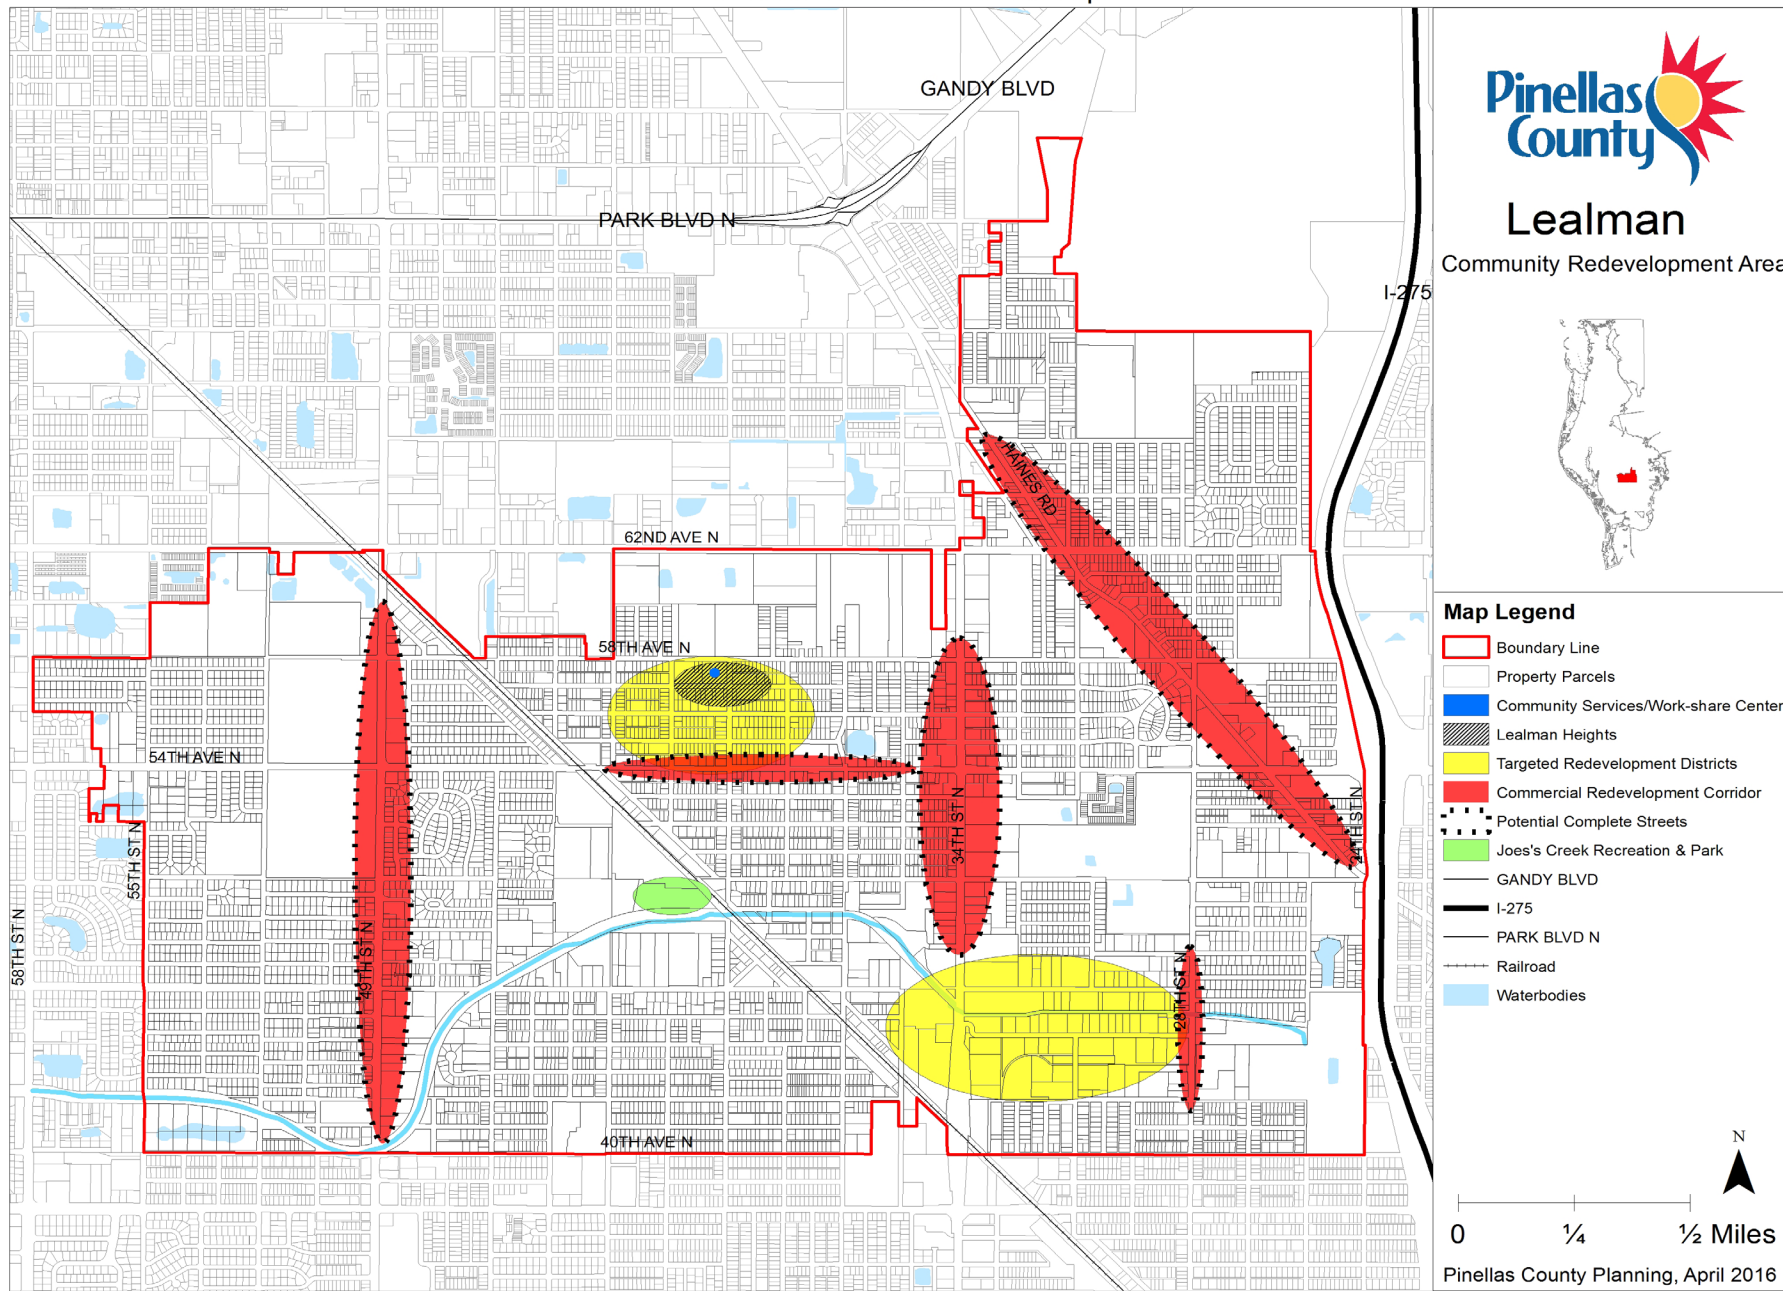 GANDY BLVD
PARK BLVD N
I-275
HAINES RD
62ND AVE N
58TH AVE N
54TH AVE N
55TH ST N
58TH ST N
49TH ST N
34TH ST N
24TH ST N
28TH ST N
40TH AVE N
Pinellas
County
Lealman
Community Redevelopment Area
Map Legend
Boundary Line
Property Parcels
Community Services/Work-share Center
Lealman Heights
Targeted Redevelopment Districts
Commercial Redevelopment Corridor
Potential Complete Streets
Joes's Creek Recreation & Park
GANDY BLVD
I-275
PARK BLVD N
Railroad
Waterbodies
N
0 ¼ ½ Miles
Pinellas County Planning, April 2016